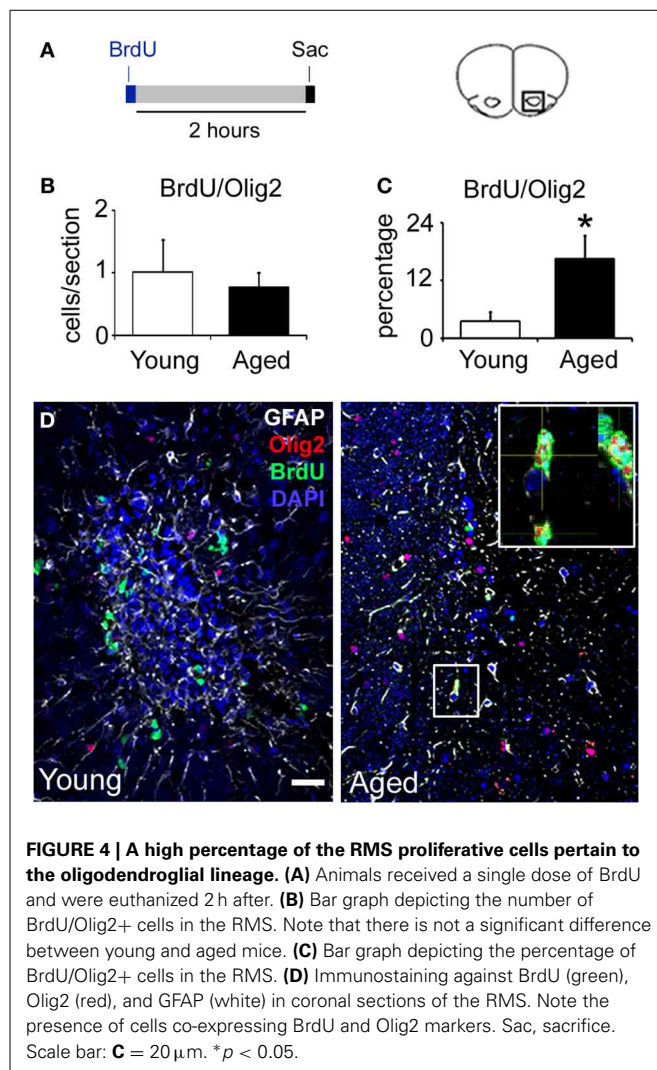 A
BrdU
Sac
2 hours
B
BrdU/Olig2
cells/section
2
1
0
Young
Aged
C
BrdU/Olig2
percentage
24
12
0
*
Young
Aged
D
GFAP
Olig2
BrdU
DAPI
Young
Aged
FIGURE 4 | A high percentage of the RMS proliferative cells pertain to
the oligodendroglial lineage. (A) Animals received a single dose of BrdU
and were euthanized 2 h after. (B) Bar graph depicting the number of
BrdU/Olig2+ cells in the RMS. Note that there is not a significant difference
between young and aged mice. (C) Bar graph depicting the percentage of
BrdU/Olig2+ cells in the RMS. (D) Immunostaining against BrdU (green),
Olig2 (red), and GFAP (white) in coronal sections of the RMS. Note the
presence of cells co-expressing BrdU and Olig2 markers. Sac, sacrifice.
Scale bar: C = 20 μm. *p < 0.05.